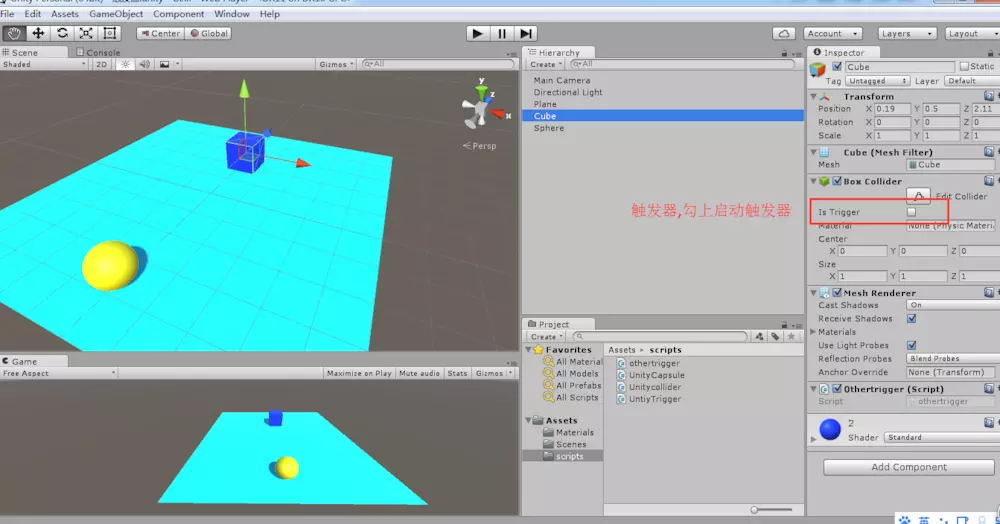 File Edit Assets GameObject Component Window Help
Center Global Account Layers Layout
Scene Console
Shaded 2D Gizmos All
y
z
x
Persp
Hierarchy
Create All
Main Camera
Directional Light
Plane
Cube
Sphere
触发器,勾上启动触发器
Inspector
Cube Static
Tag Untagged Layer Default
Transform
Position X 0.19 Y 0.5 Z 2.11
Rotation X 0 Y 0 Z 0
Scale X 1 Y 1 Z 1
Cube (Mesh Filter)
Mesh Cube
Box Collider
Edit Collider
Is Trigger
Material None (Physic Materi
Center
X 0 Y 0 Z 0
Size
X 1 Y 1 Z 1
Mesh Renderer
Cast Shadows On
Receive Shadows
Materials
Use Light Probes
Reflection Probes Blend Probes
Anchor Override None (Transform)
Othertrigger (Script)
Script othertrigger
2
Shader Standard
Add Component
Game
Free Aspect Maximize on Play Mute audio Stats Gizmos
Project
Create
Favorites
All Material
All Models
All Prefabs
All Scripts
Assets
Materials
Scenes
scripts
Assets scripts
othertrigger
UnityCapsule
Unitycollider
UntiyTrigger
英